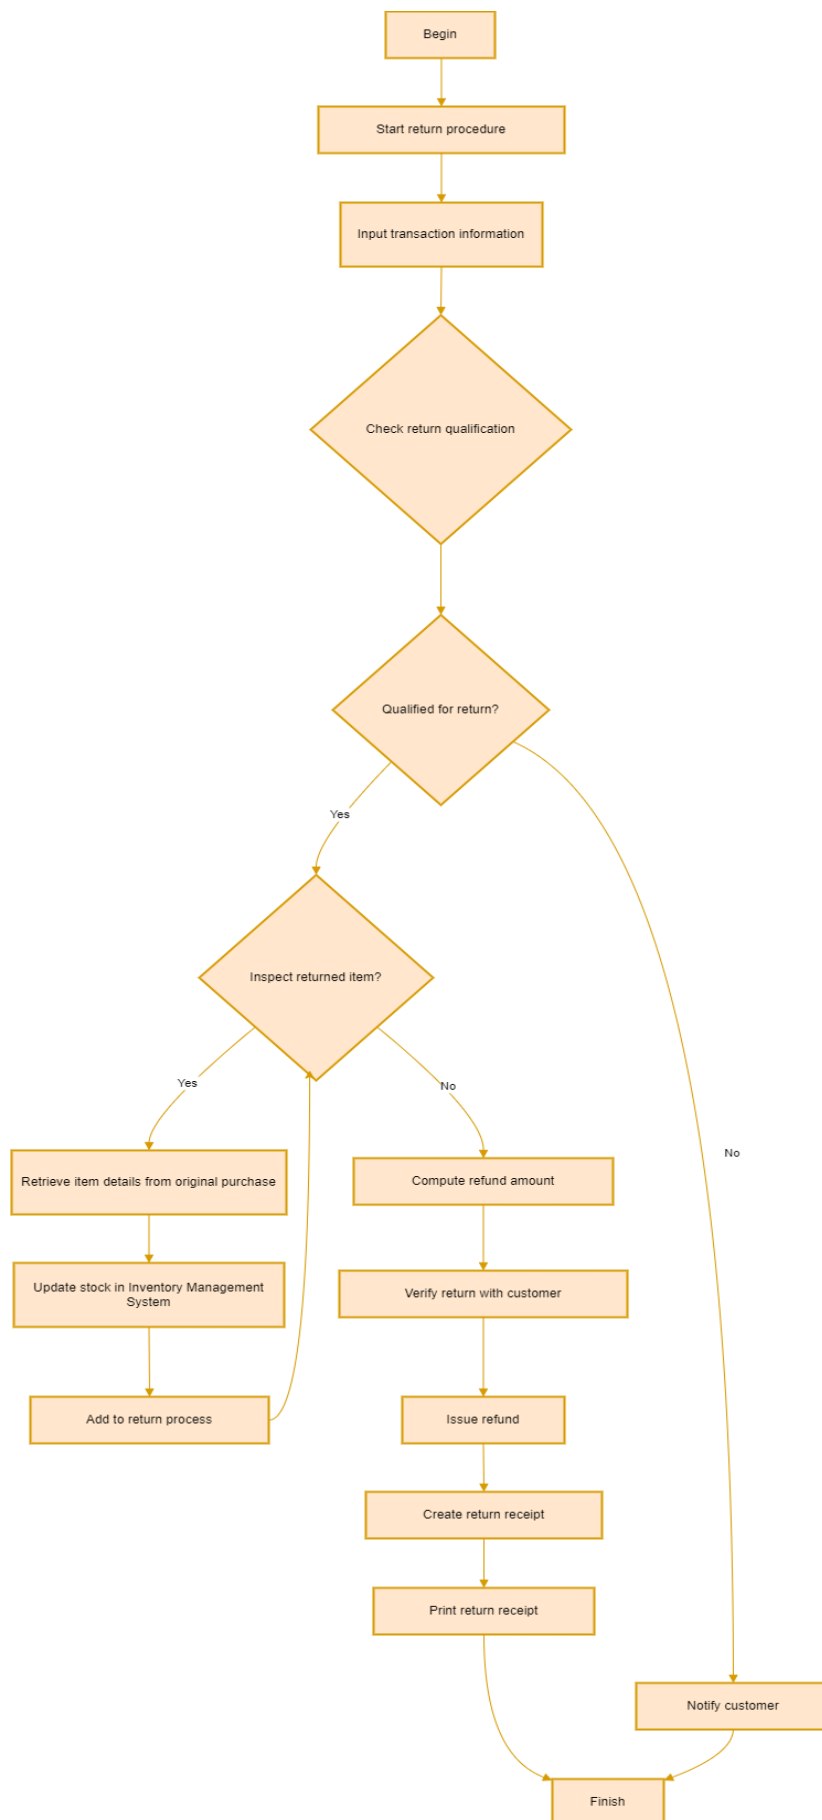 Begin
Start return procedure
Input transaction information
Check return qualification
Qualified for return?
Yes
Inspect returned item?
Yes
No
No
Retrieve item details from original purchase
Compute refund amount
Update stock in Inventory Management
System
Verify return with customer
Add to return process
Issue refund
Create return receipt
Print return receipt
Notify customer
Finish